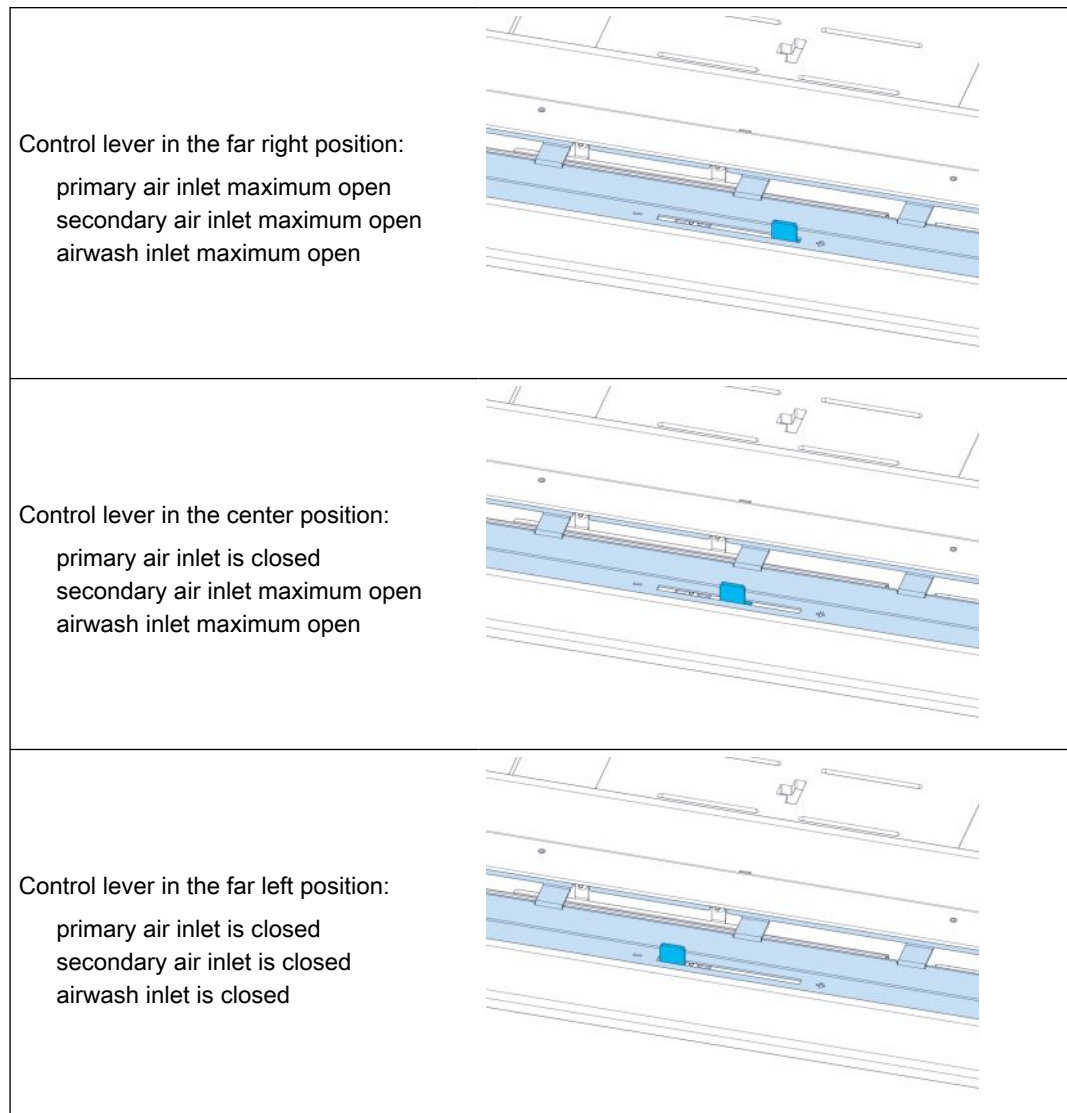 Control lever in the far right position:
primary air inlet maximum open
secondary air inlet maximum open
airwash inlet maximum open
Control lever in the center position:
primary air inlet is closed
secondary air inlet maximum open
airwash inlet maximum open
Control lever in the far left position:
primary air inlet is closed
secondary air inlet is closed
airwash inlet is closed